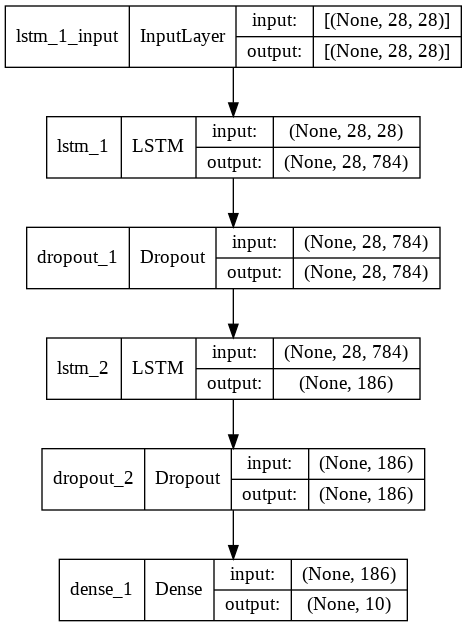 lstm_1_input InputLayer input: [(None, 28, 28)]
output: [(None, 28, 28)]
lstm_1 LSTM input: (None, 28, 28)
output: (None, 28, 784)
dropout_1 Dropout input: (None, 28, 784)
output: (None, 28, 784)
lstm_2 LSTM input: (None, 28, 784)
output: (None, 186)
dropout_2 Dropout input: (None, 186)
output: (None, 186)
dense_1 Dense input: (None, 186)
output: (None, 10)